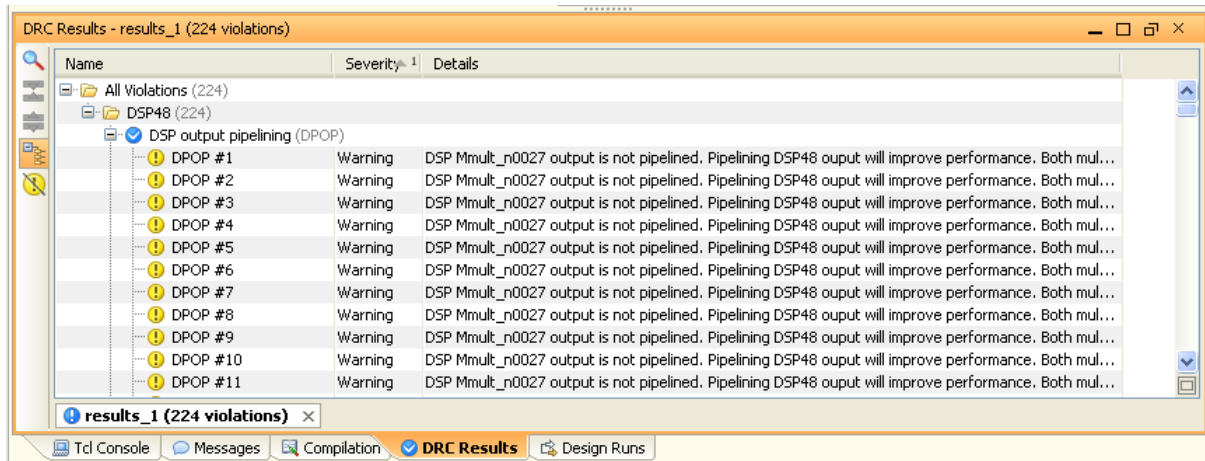 DRC Results - results_1 (224 violations)
Name Severity 1 Details
All Violations (224)
DSP48 (224)
DSP output pipelining (DPOP)
DPOP #1 Warning DSP Mmult_n0027 output is not pipelined. Pipelining DSP48 ouput will improve performance. Both mul...
DPOP #2 Warning DSP Mmult_n0027 output is not pipelined. Pipelining DSP48 ouput will improve performance. Both mul...
DPOP #3 Warning DSP Mmult_n0027 output is not pipelined. Pipelining DSP48 ouput will improve performance. Both mul...
DPOP #4 Warning DSP Mmult_n0027 output is not pipelined. Pipelining DSP48 ouput will improve performance. Both mul...
DPOP #5 Warning DSP Mmult_n0027 output is not pipelined. Pipelining DSP48 ouput will improve performance. Both mul...
DPOP #6 Warning DSP Mmult_n0027 output is not pipelined. Pipelining DSP48 ouput will improve performance. Both mul...
DPOP #7 Warning DSP Mmult_n0027 output is not pipelined. Pipelining DSP48 ouput will improve performance. Both mul...
DPOP #8 Warning DSP Mmult_n0027 output is not pipelined. Pipelining DSP48 ouput will improve performance. Both mul...
DPOP #9 Warning DSP Mmult_n0027 output is not pipelined. Pipelining DSP48 ouput will improve performance. Both mul...
DPOP #10 Warning DSP Mmult_n0027 output is not pipelined. Pipelining DSP48 ouput will improve performance. Both mul...
DPOP #11 Warning DSP Mmult_n0027 output is not pipelined. Pipelining DSP48 ouput will improve performance. Both mul...
results_1 (224 violations)
Tcl Console Messages Compilation DRC Results Design Runs